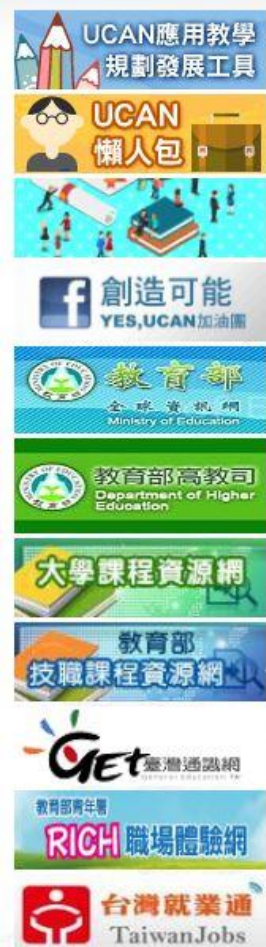 UCAN應用教學
規劃發展工具
UCAN
懶人包
創造可能
YES,UCAN加油團
教育部
全球資訊網
Ministry of Education
教育部高教司
Department of Higher
Education
大學課程資源網
教育部
技職課程資源網
GET臺灣通識網
General Education TW
教育部青年署
RICH 職場體驗網
台灣就業通
TaiwanJobs